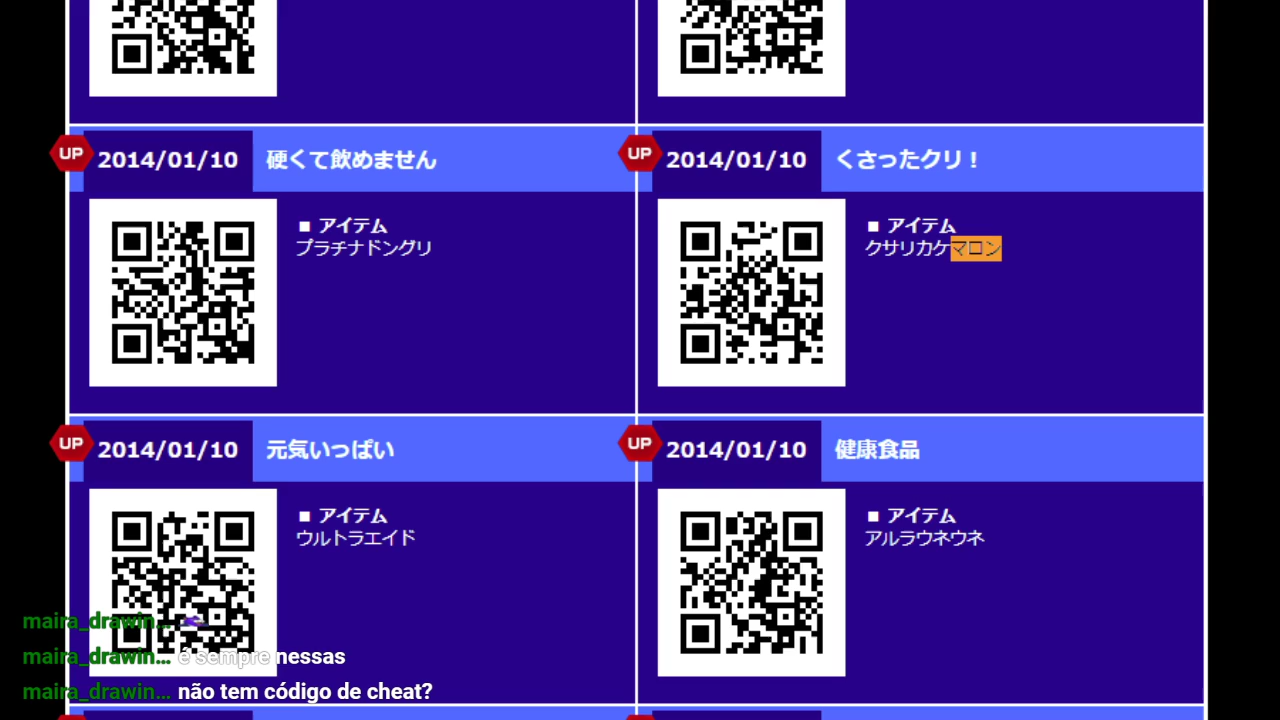 UP 2014/01/10 硬くて飲めません
■ アイテム
プラチナドングリ
UP 2014/01/10 くさったクリ！
■ アイテム
クサリカケマロン
UP 2014/01/10 元気いっぱい
■ アイテム
ウルトラエイド
UP 2014/01/10 健康食品
■ アイテム
アルラウネウネ
maira_drawin...
maira_drawin... é sempre nessas
maira_drawin... não tem código de cheat?